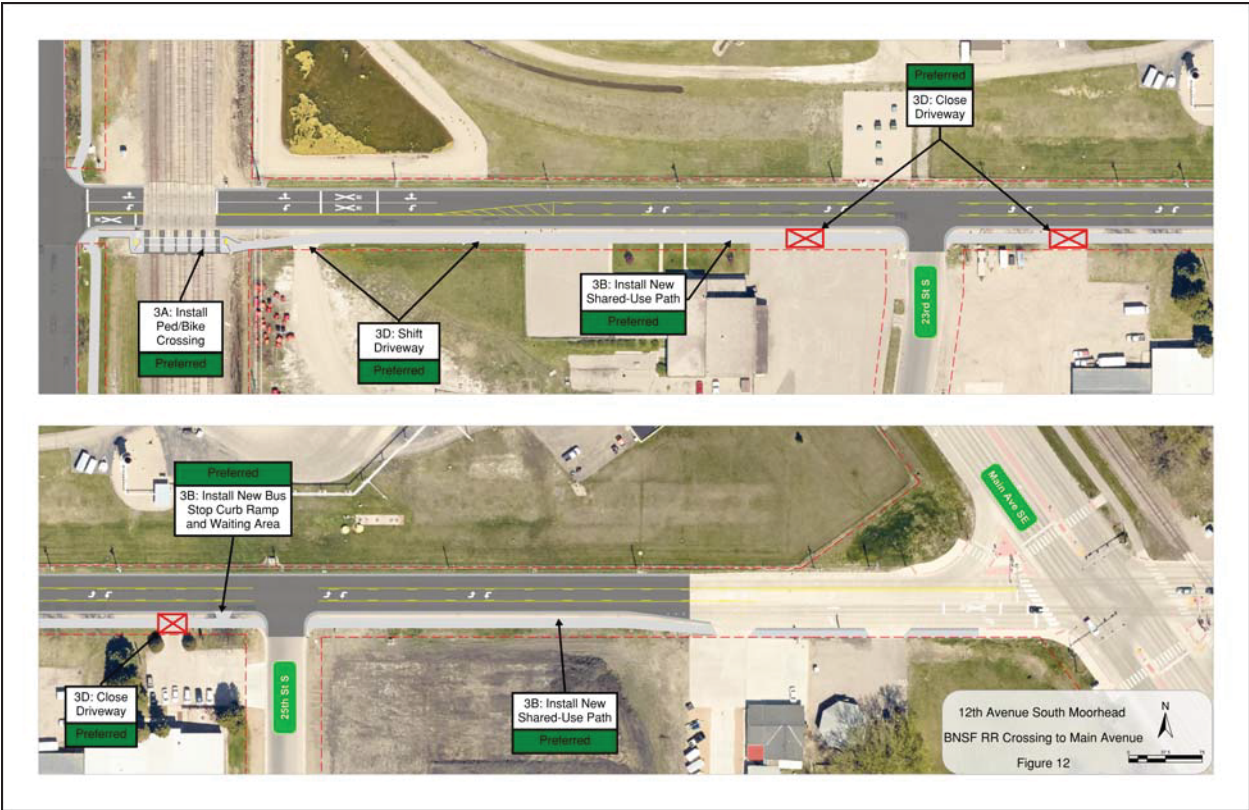 Preferred
3D: Close
Driveway
3A: Install
Ped/Bike
Crossing
Preferred
3D: Shift
Driveway
Preferred
3B: Install New
Shared-Use Path
Preferred
23rd St S
Preferred
3B: Install New Bus
Stop Curb Ramp
and Waiting Area
Main Ave SE
3D: Close
Driveway
Preferred
25th St S
3B: Install New
Shared-Use Path
Preferred
12th Avenue South Moorhead
BNSF RR Crossing to Main Avenue
Figure 12
N